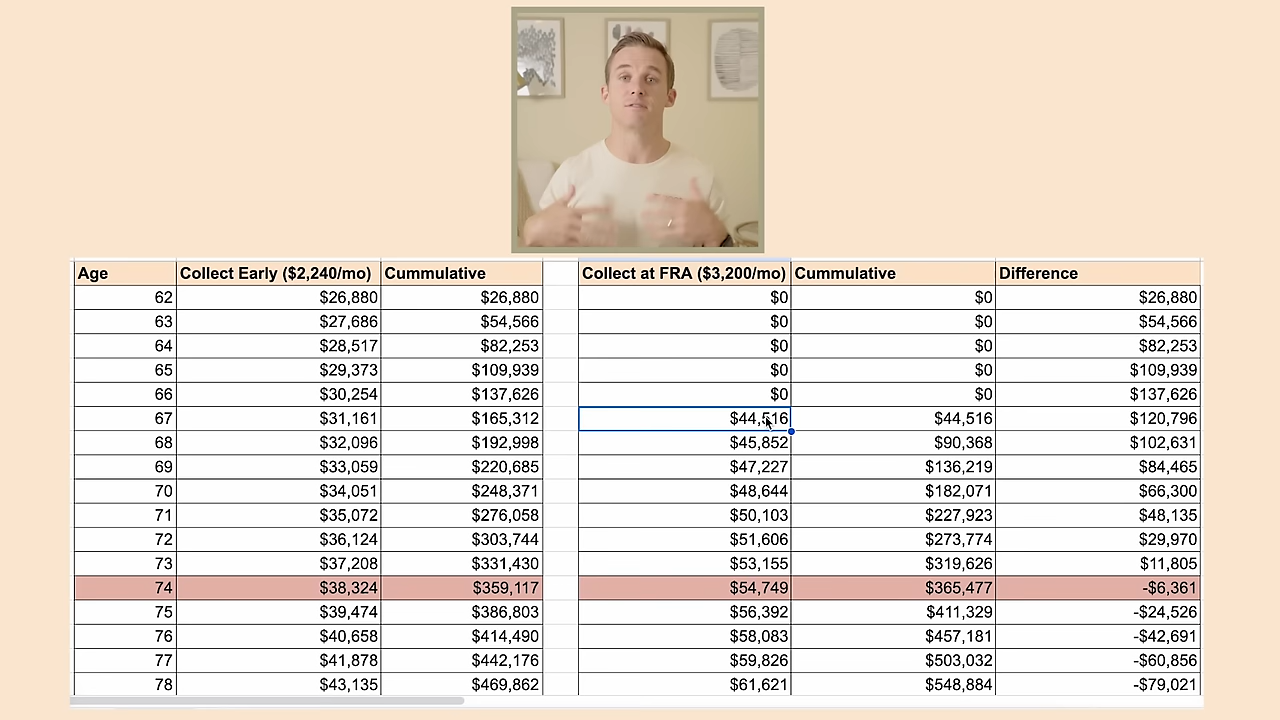 Age Collect Early ($2,240/mo) Cummulative Collect at FRA ($3,200/mo) Cummulative Difference
62 $26,880 $26,880 $0 $0 $26,880
63 $27,686 $54,566 $0 $0 $54,566
64 $28,517 $82,253 $0 $0 $82,253
65 $29,373 $109,939 $0 $0 $109,939
66 $30,254 $137,626 $0 $0 $137,626
67 $31,161 $165,312 $44,516 $44,516 $120,796
68 $32,096 $192,998 $45,852 $90,368 $102,631
69 $33,059 $220,685 $47,227 $136,219 $84,465
70 $34,051 $248,371 $48,644 $182,071 $66,300
71 $35,072 $276,058 $50,103 $227,923 $48,135
72 $36,124 $303,744 $51,606 $273,774 $29,970
73 $37,208 $331,430 $53,155 $319,626 $11,805
74 $38,324 $359,117 $54,749 $365,477 -$6,361
75 $39,474 $386,803 $56,392 $411,329 -$24,526
76 $40,658 $414,490 $58,083 $457,181 -$42,691
77 $41,878 $442,176 $59,826 $503,032 -$60,856
78 $43,135 $469,862 $61,621 $548,884 -$79,021